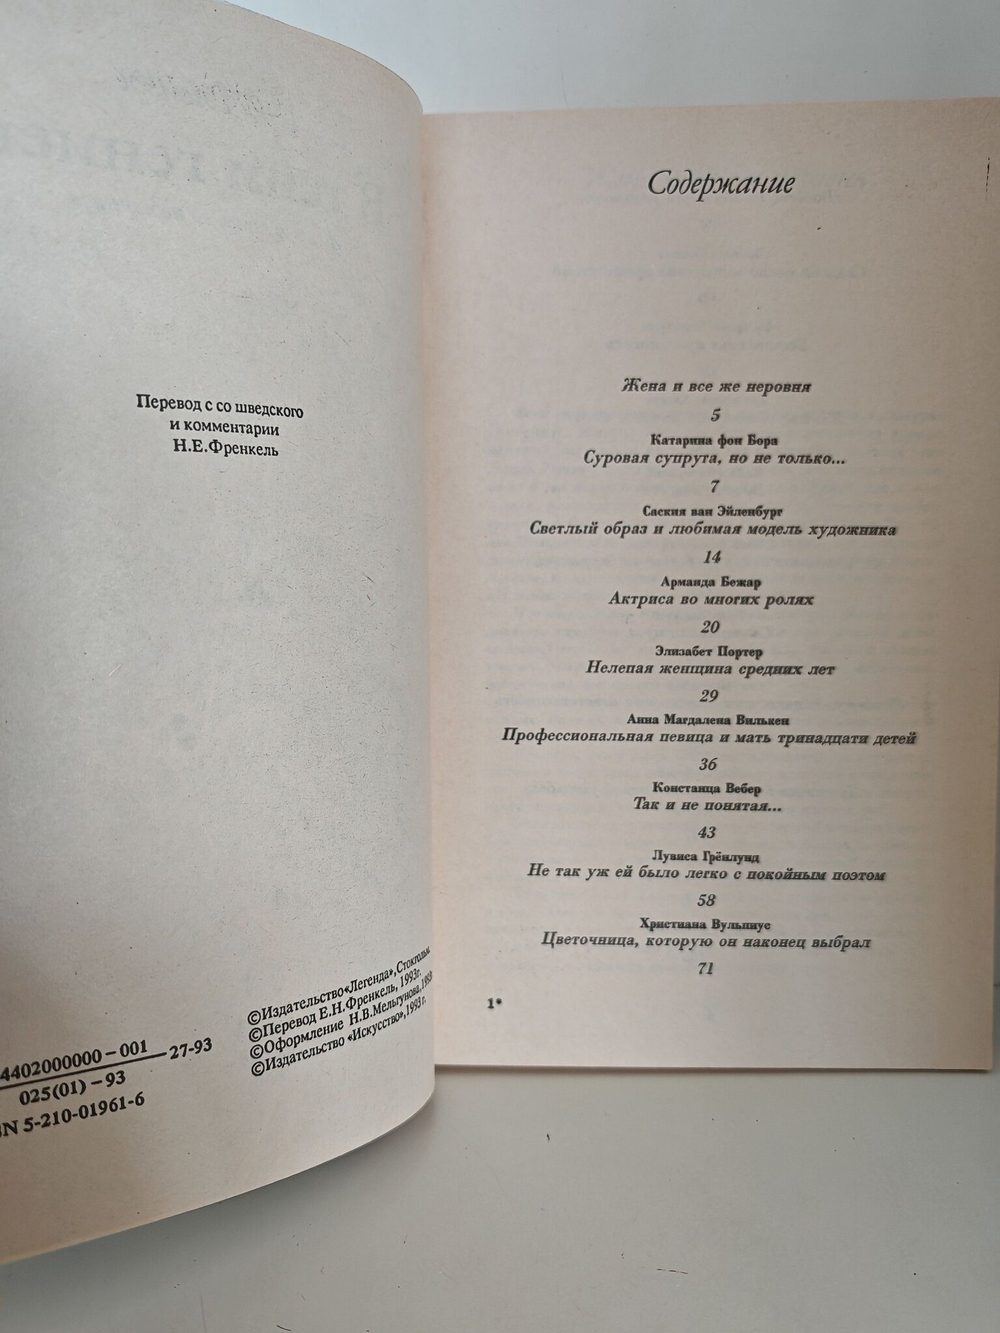 Перевод с со шведского
и комментарии
Н.Е.Френкель
4402000000 – 001
27-93
025(01) – 93
N 5-210-01961-6
©Издательство«Легенда»,Стокгольм.
©Перевод Е.Н.Френкель, 1993г.
©Оформление Н.В.Мельгунова,1993
©Издательство «Искусство»,1993 г.
Содержание
Жена и все же неровня
5
Катарина фон Бора
Суровая супруга, но не только...
7
Саския ван Эйленбург
Светлый образ и любимая модель художника
14
Арманда Бежар
Актриса во многих ролях
20
Элизабет Портер
Нелепая женщина средних лет
29
Анна Магдалена Вилькен
Профессиональная певица и мать тринадцати детей
36
Констанца Вебер
Так и не понятая...
43
Лувиса Грёнлунд
Не так уж ей было легко с покойным поэтом
58
Христиана Вульпиус
Цветочница, которую он наконец выбрал
71
1*